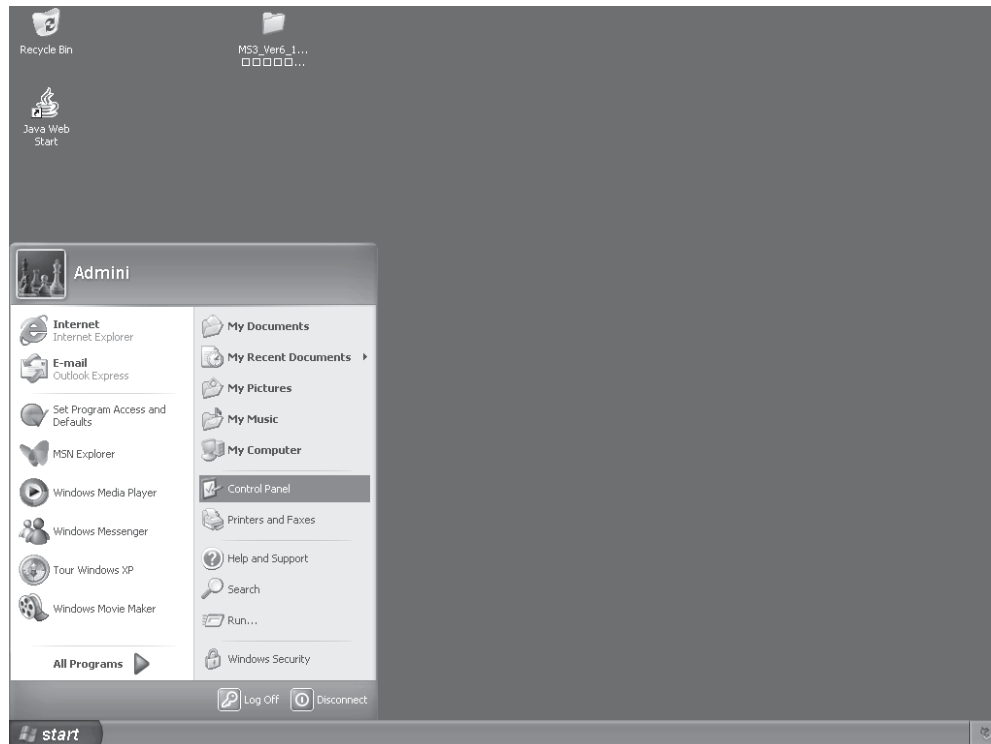 Recycle Bin
MS3_Ver6_1...
□□□□□...
Java Web
Start
Admini
Internet
Internet Explorer
E-mail
Outlook Express
Set Program Access and
Defaults
MSN Explorer
Windows Media Player
Windows Messenger
Tour Windows XP
Windows Movie Maker
All Programs
My Documents
My Recent Documents
My Pictures
My Music
My Computer
Control Panel
Printers and Faxes
Help and Support
Search
Run...
Windows Security
Log Off
Disconnect
start